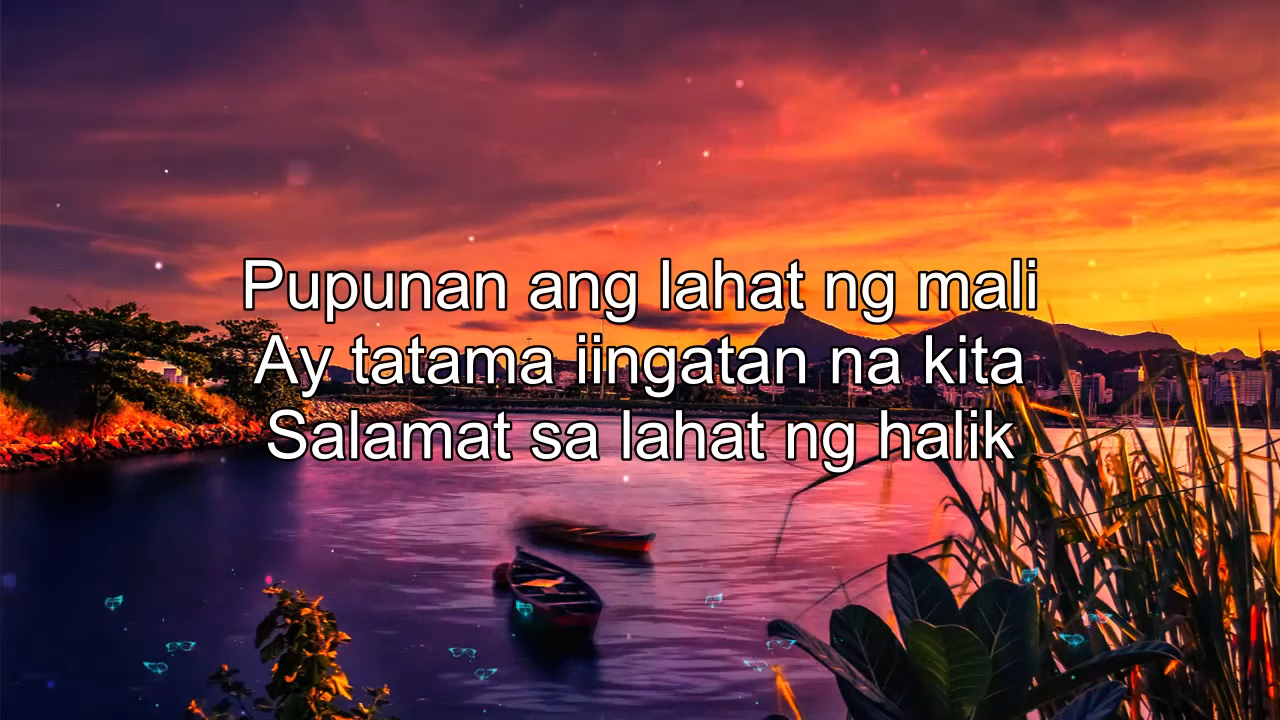 Pupunan ang lahat ng mali
Ay tatama iingatan na kita
Salamat sa lahat ng halik